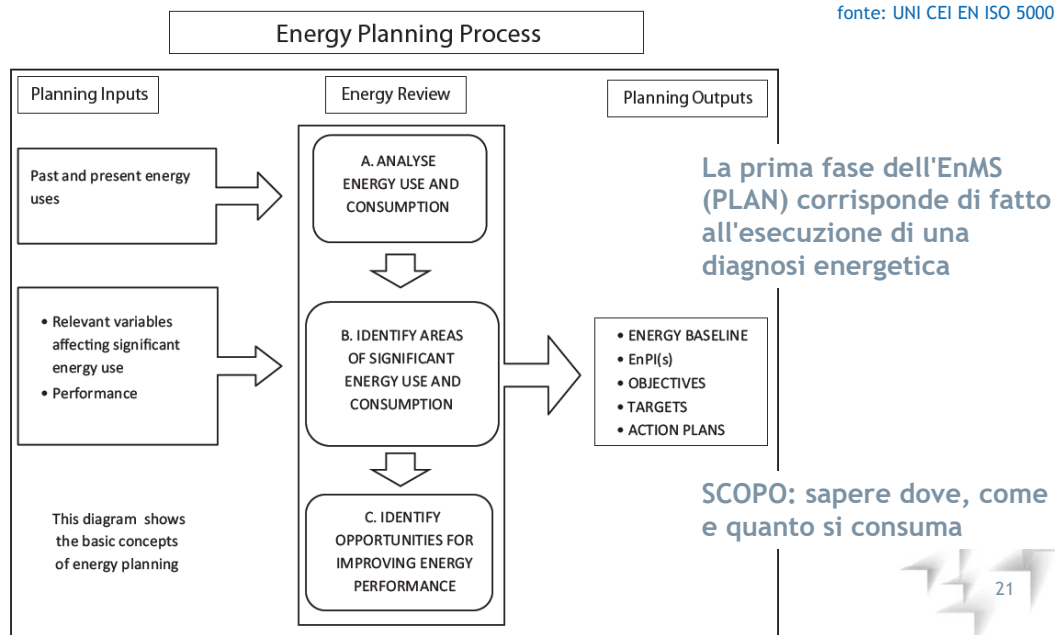 fonte: UNI CEI EN ISO 5000
Energy Planning Process
Planning Inputs
Energy Review
Planning Outputs
Past and present energy
uses
• Relevant variables
affecting significant
energy use
• Performance
This diagram shows
the basic concepts
of energy planning
A. ANALYSE
ENERGY USE AND
CONSUMPTION
B. IDENTIFY AREAS
OF SIGNIFICANT
ENERGY USE AND
CONSUMPTION
C. IDENTIFY
OPPORTUNITIES FOR
IMPROVING ENERGY
PERFORMANCE
• ENERGY BASELINE
• EnPI(s)
• OBJECTIVES
• TARGETS
• ACTION PLANS
La prima fase dell'EnMS
(PLAN) corrisponde di fatto
all'esecuzione di una
diagnosi energetica
SCOPO: sapere dove, come
e quanto si consuma
21